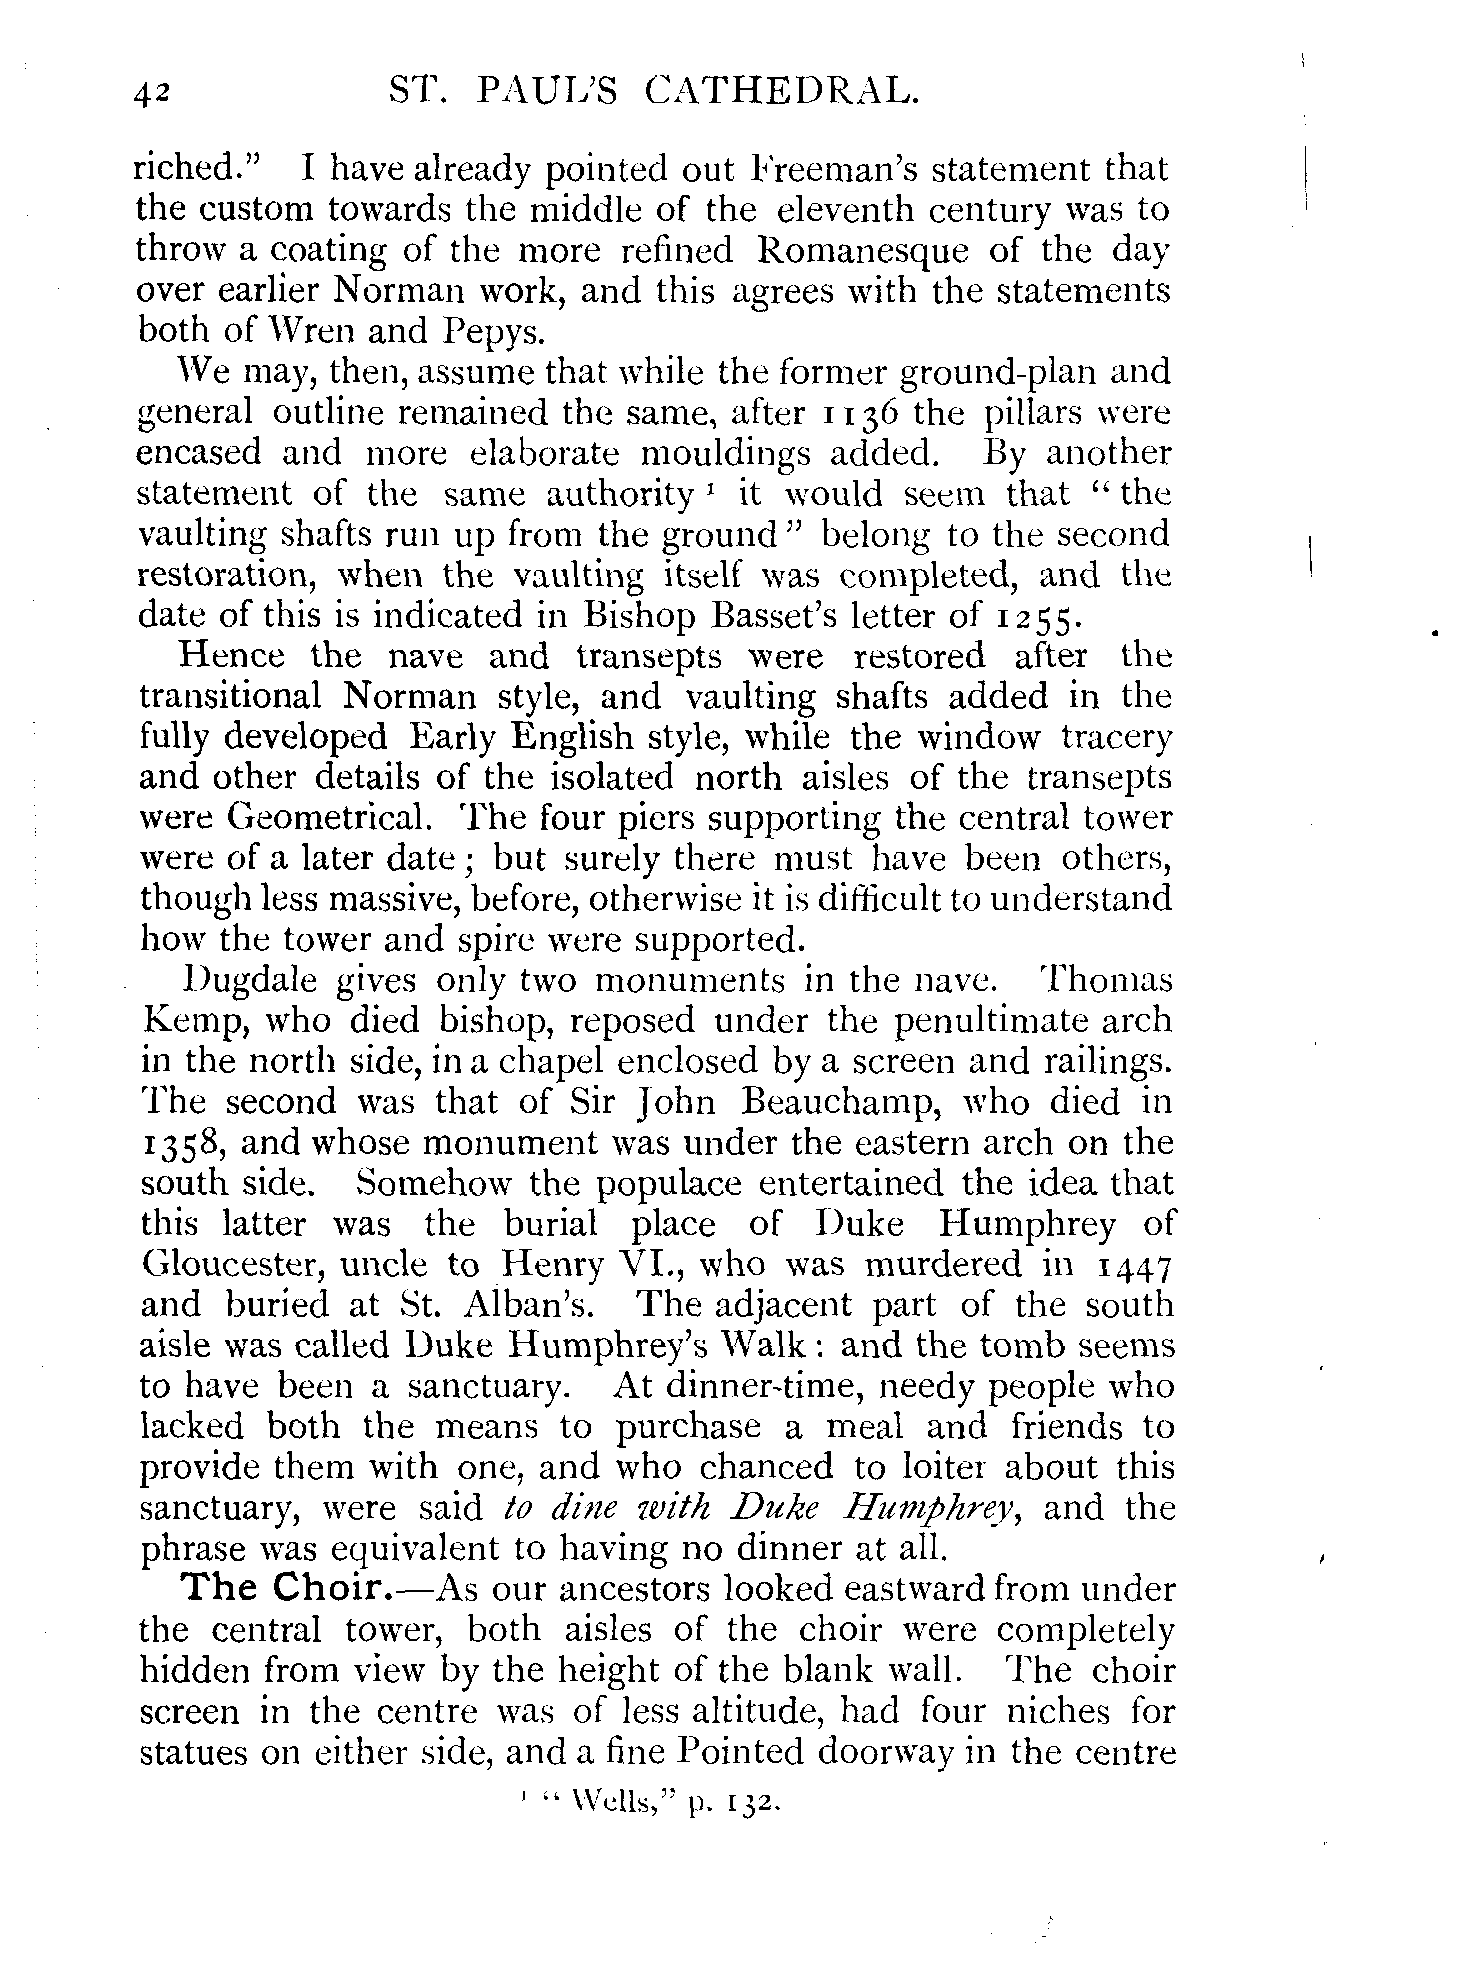 42 ST. PAUL'S CATHEDRAL.
riched." I have already pointed out Freeman's statement that
the custom towards the middle of the eleventh century was to
throw a coating of the more refined Romanesque of the day
over earlier Norman work, and this agrees with the statements
both of Wren and Pepys.
We may, then, assume that while the former ground-plan and
general outline remained the same, after 1136 the pillars were
encased and more elaborate mouldings added. By another
statement of the same authority ¹ it would seem that " the
vaulting shafts run up from the ground " belong to the second
restoration, when the vaulting itself was completed, and the
date of this is indicated in Bishop Basset's letter of 1255.
Hence the nave and transepts were restored after the
transitional Norman style, and vaulting shafts added in the
fully developed Early English style, while the window tracery
and other details of the isolated north aisles of the transepts
were Geometrical. The four piers supporting the central tower
were of a later date ; but surely there must have been others,
though less massive, before, otherwise it is difficult to understand
how the tower and spire were supported.
Dugdale gives only two monuments in the nave. Thomas
Kemp, who died bishop, reposed under the penultimate arch
in the north side, in a chapel enclosed by a screen and railings.
The second was that of Sir John Beauchamp, who died in
1358, and whose monument was under the eastern arch on the
south side. Somehow the populace entertained the idea that
this latter was the burial place of Duke Humphrey of
Gloucester, uncle to Henry VI., who was murdered in 1447
and buried at St. Alban's. The adjacent part of the south
aisle was called Duke Humphrey's Walk : and the tomb seems
to have been a sanctuary. At dinner-time, needy people who
lacked both the means to purchase a meal and friends to
provide them with one, and who chanced to loiter about this
sanctuary, were said to dine with Duke Humphrey, and the
phrase was equivalent to having no dinner at all.
The Choir.—As our ancestors looked eastward from under
the central tower, both aisles of the choir were completely
hidden from view by the height of the blank wall. The choir
screen in the centre was of less altitude, had four niches for
statues on either side, and a fine Pointed doorway in the centre
¹ " Wells," p. 132.